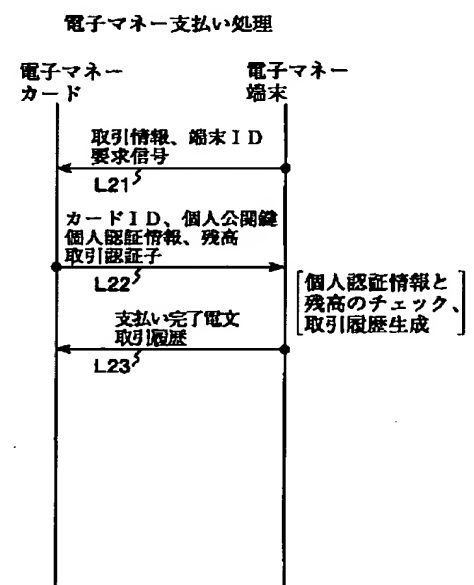 電子マネー支払い処理
電子マネー
カード
電子マネー
端末
取引情報、端末ID
要求信号
L21
カードID、個人公開鍵
個人認証情報、残高
取引認証子
L22
個人認証情報と
残高のチェック、
取引履歴生成
支払い完了電文
取引履歴
L23